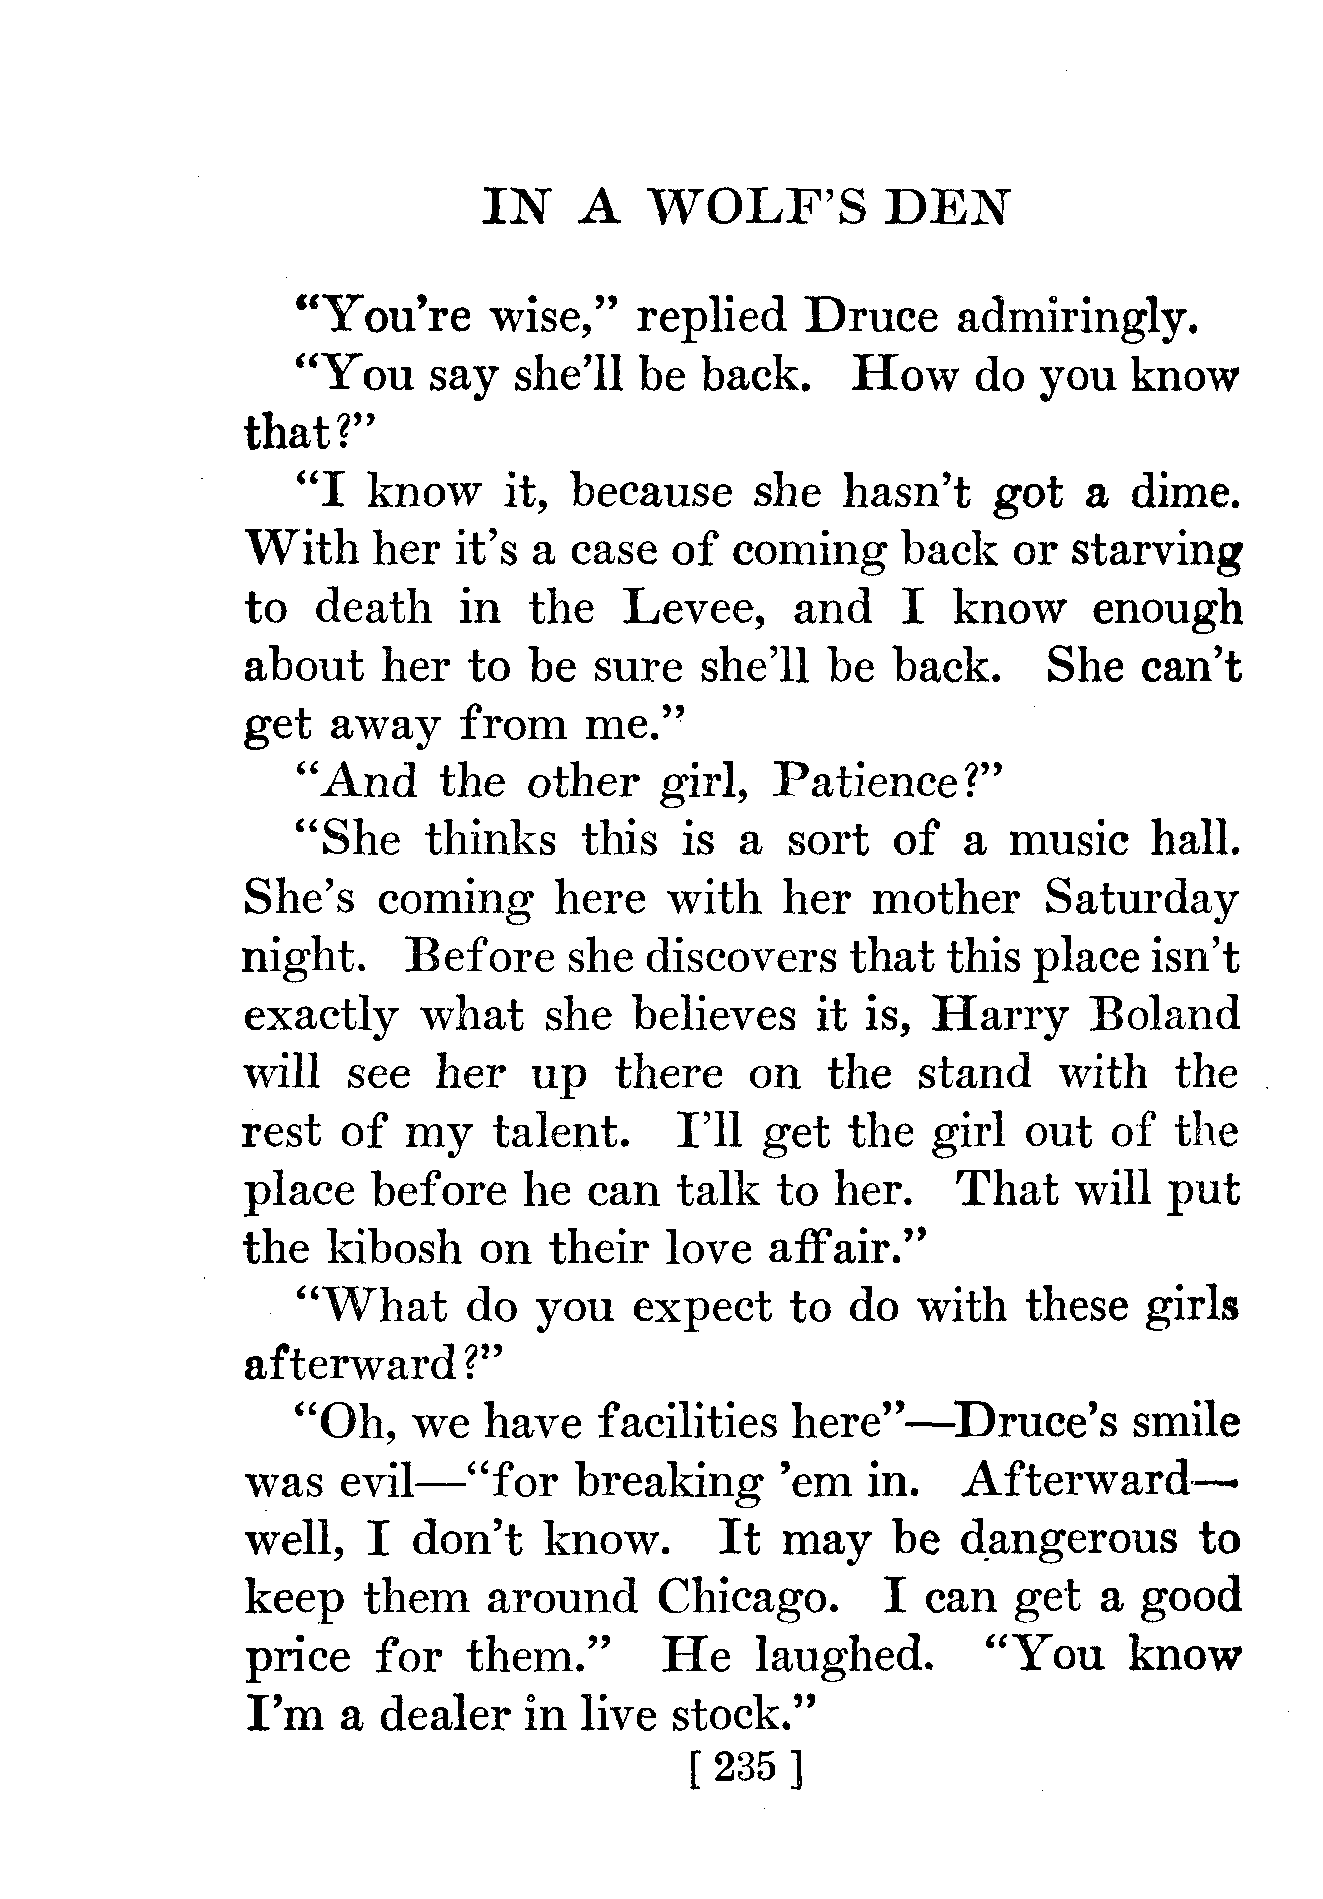 IN A WOLF'S DEN
“You're wise,” replied Druce admiringly.
“You say she'll be back. How do you know
that?”
“I know it, because she hasn't got a dime.
With her it's a case of coming back or starving
to death in the Levee, and I know enough
about her to be sure she'll be back. She can't
get away from me.”
“And the other girl, Patience?”
“She thinks this is a sort of a music hall.
She's coming here with her mother Saturday
night. Before she discovers that this place isn't
exactly what she believes it is, Harry Boland
will see her up there on the stand with the
rest of my talent. I'll get the girl out of the
place before he can talk to her. That will put
the kibosh on their love affair.”
“What do you expect to do with these girls
afterward?”
“Oh, we have facilities here”—Druce's smile
was evil—“for breaking 'em in. Afterward—
well, I don't know. It may be dangerous to
keep them around Chicago. I can get a good
price for them.” He laughed. “You know
I'm a dealer in live stock.”
[ 235 ]